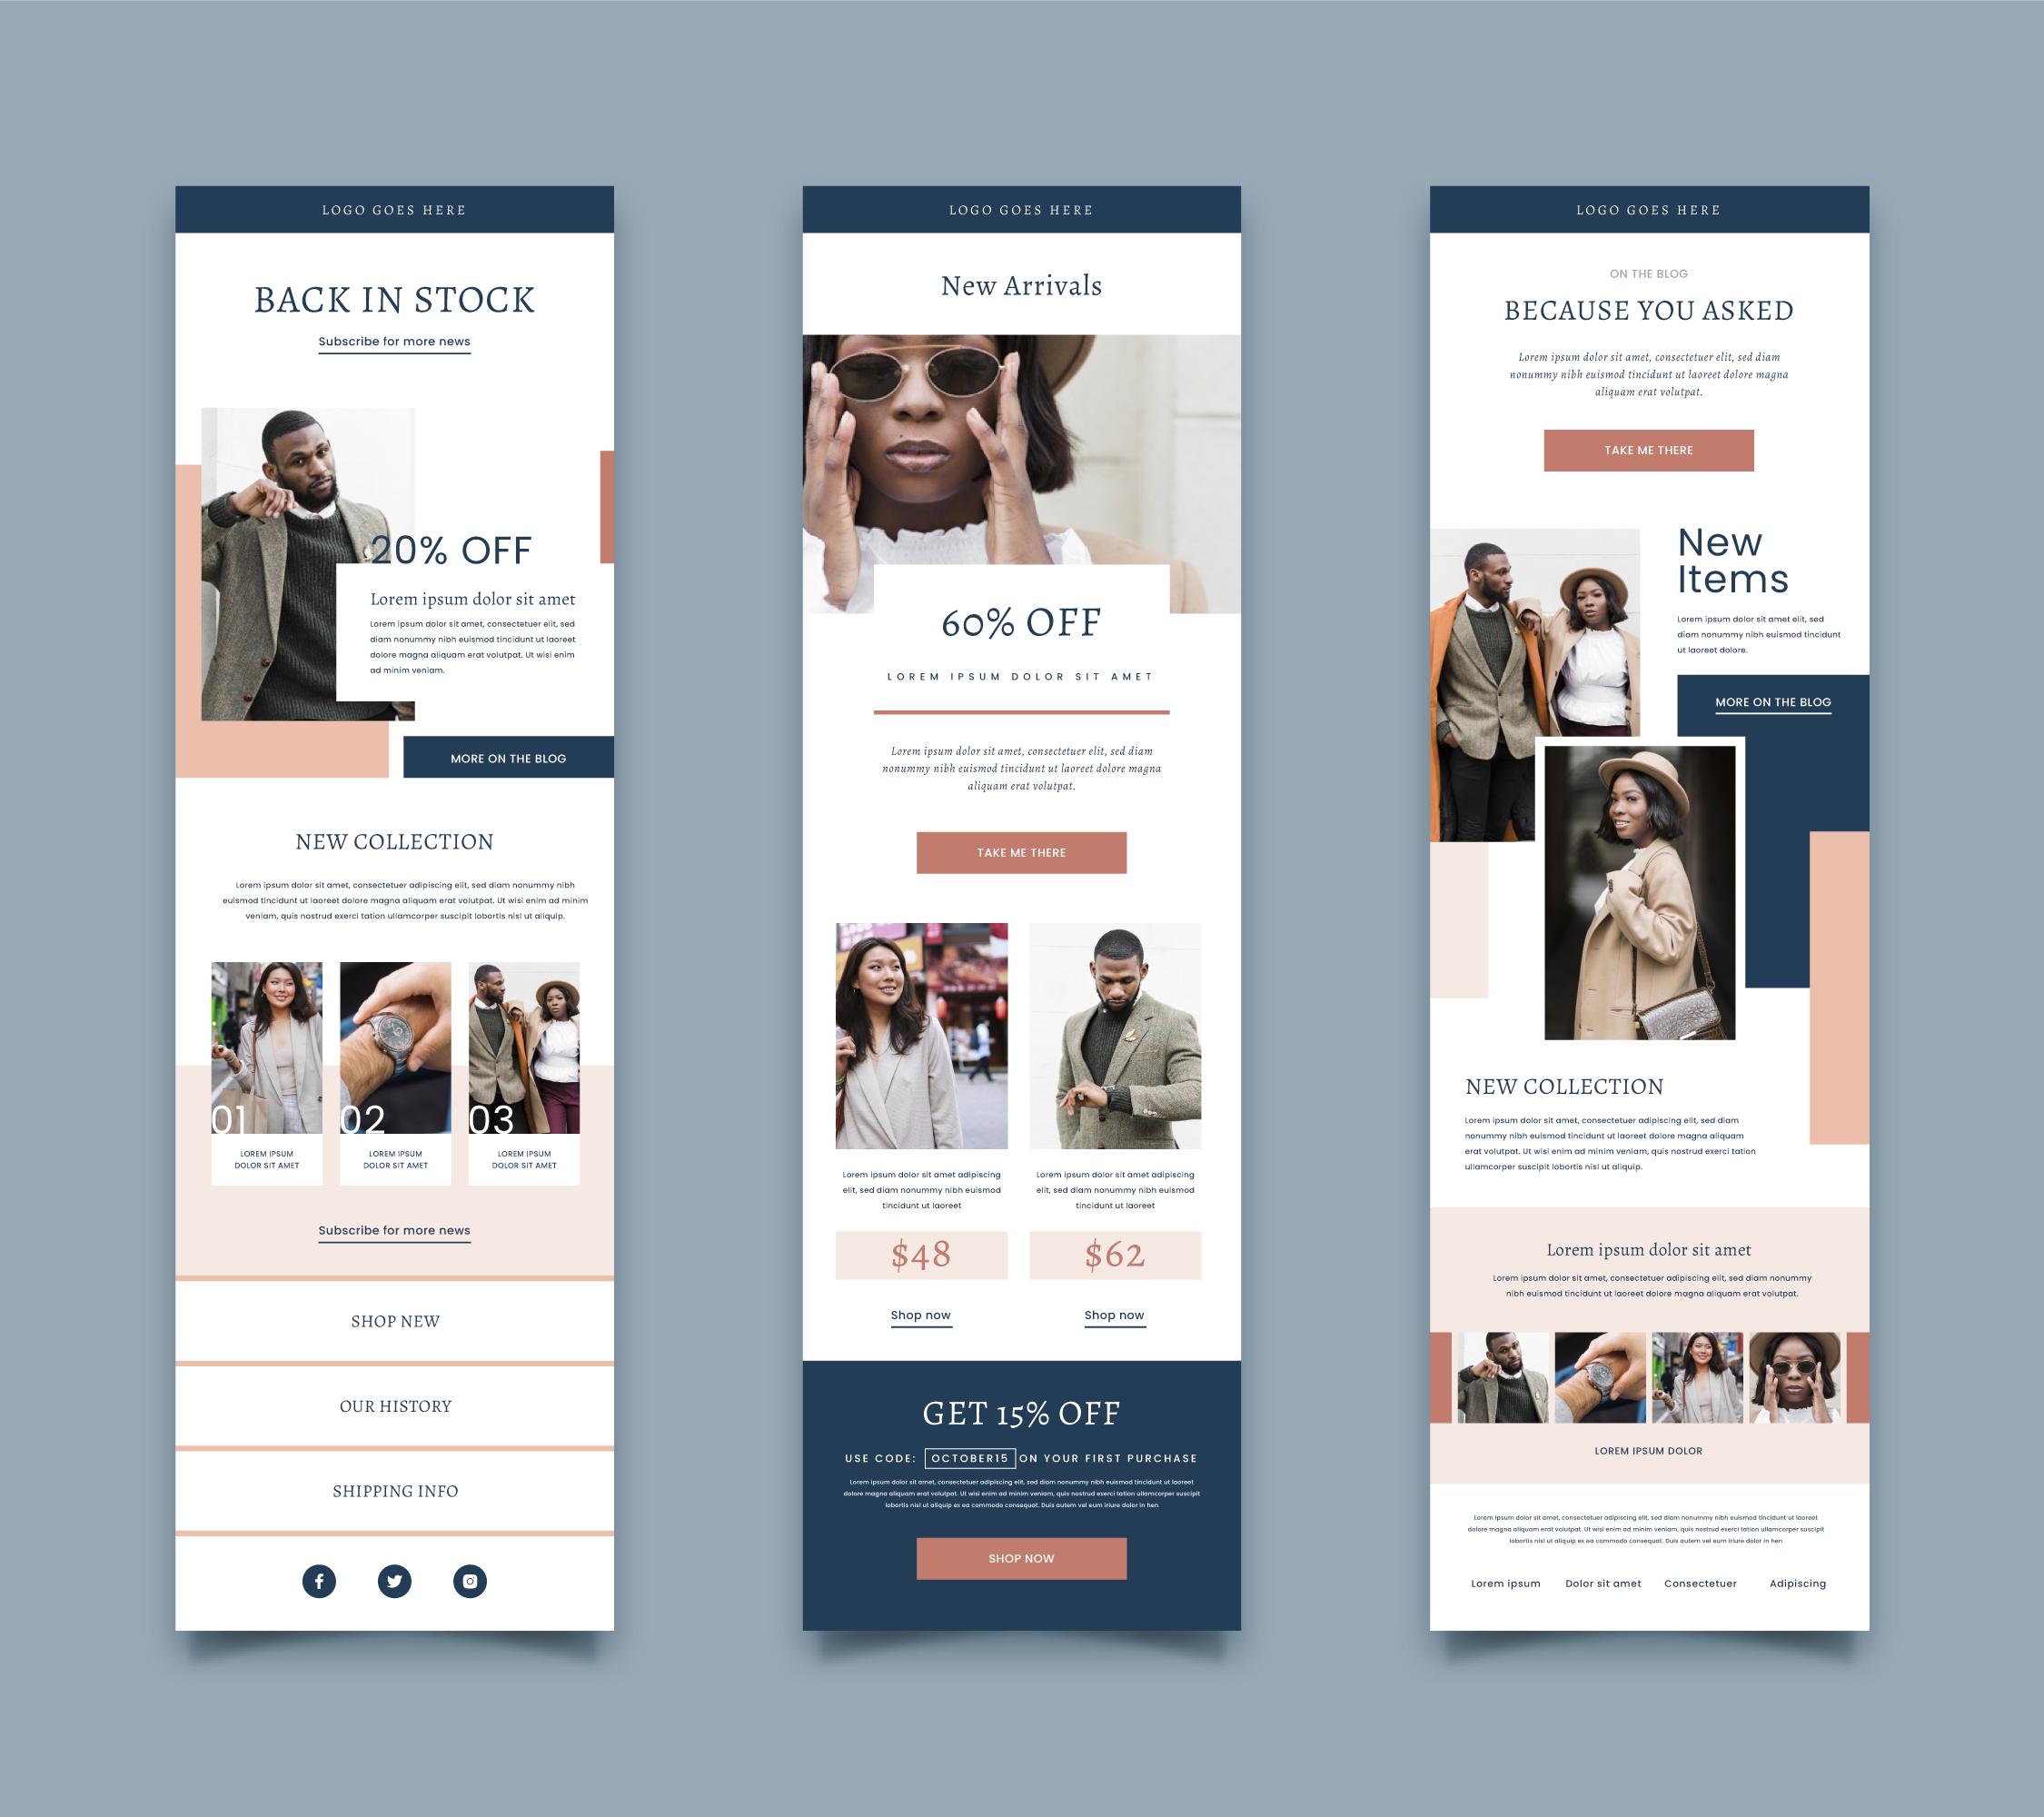 LOGO GOES HERE
BACK IN STOCK
Subscribe for more news
20% OFF
Lorem ipsum dolor sit amet
Lorem ipsum dolor sit amet, consectetuer elit, sed
diam nonummy nibh euismod tincidunt ut laoreet
dolore magna aliquam erat volutpat. Ut wisi enim
ad minim veniam.
MORE ON THE BLOG
NEW COLLECTION
Lorem ipsum dolor sit amet, consectetuer adipiscing elit, sed diam nonummy nibh
euismod tincidunt ut laoreet dolore magna aliquam erat volutpat. Ut wisi enim ad minim
veniam, quis nostrud exerci tation ullamcorper suscipit lobortis nisl ut aliquip.
01
LOREM IPSUM
DOLOR SIT AMET
02
LOREM IPSUM
DOLOR SIT AMET
03
LOREM IPSUM
DOLOR SIT AMET
Subscribe for more news
SHOP NEW
OUR HISTORY
SHIPPING INFO
LOGO GOES HERE
New Arrivals
60% OFF
LOREM IPSUM DOLOR SIT AMET
Lorem ipsum dolor sit amet, consectetuer elit, sed diam
nonummy nibh euismod tincidunt ut laoreet dolore magna
aliquam erat volutpat.
TAKE ME THERE
Lorem ipsum dolor sit amet adipiscing
elit, sed diam nonummy nibh euismod
tincidunt ut laoreet
$48
Shop now
Lorem ipsum dolor sit amet adipiscing
elit, sed diam nonummy nibh euismod
tincidunt ut laoreet
$62
Shop now
GET 15% OFF
USE CODE: OCTOBER15 ON YOUR FIRST PURCHASE
Lorem ipsum dolor sit amet, consectetuer adipiscing elit, sed diam nonummy nibh euismod tincidunt ut laoreet
dolore magna aliquam erat volutpat. Ut wisi enim ad minim veniam, quis nostrud exerci tation ullamcorper suscipit
lobortis nisl ut aliquip ex ea commodo consequat. Duis autem vel eum iriure dolor in hen
SHOP NOW
LOGO GOES HERE
ON THE BLOG
BECAUSE YOU ASKED
Lorem ipsum dolor sit amet, consectetuer elit, sed diam
nonummy nibh euismod tincidunt ut laoreet dolore magna
aliquam erat volutpat.
TAKE ME THERE
New
Items
Lorem ipsum dolor sit amet elit, sed
diam nonummy nibh euismod tincidunt
ut laoreet dolore.
MORE ON THE BLOG
NEW COLLECTION
Lorem ipsum dolor sit amet, consectetuer adipiscing elit, sed diam
nonummy nibh euismod tincidunt ut laoreet dolore magna aliquam
erat volutpat. Ut wisi enim ad minim veniam, quis nostrud exerci tation
ullamcorper suscipit lobortis nisl ut aliquip.
Lorem ipsum dolor sit amet
Lorem ipsum dolor sit amet, consectetuer adipiscing elit, sed diam nonummy
nibh euismod tincidunt ut laoreet dolore magna aliquam erat volutpat.
LOREM IPSUM DOLOR
Lorem ipsum dolor sit amet, consectetuer adipiscing elit, sed diam nonummy nibh euismod tincidunt ut laoreet
dolore magna aliquam erat volutpat. Ut wisi enim ad minim veniam, quis nostrud exerci tation ullamcorper suscipit
lobortis nisl ut aliquip ex ea commodo consequat. Duis autem vel eum iriure dolor in hen
Lorem ipsum Dolor sit amet Consectetuer Adipiscing